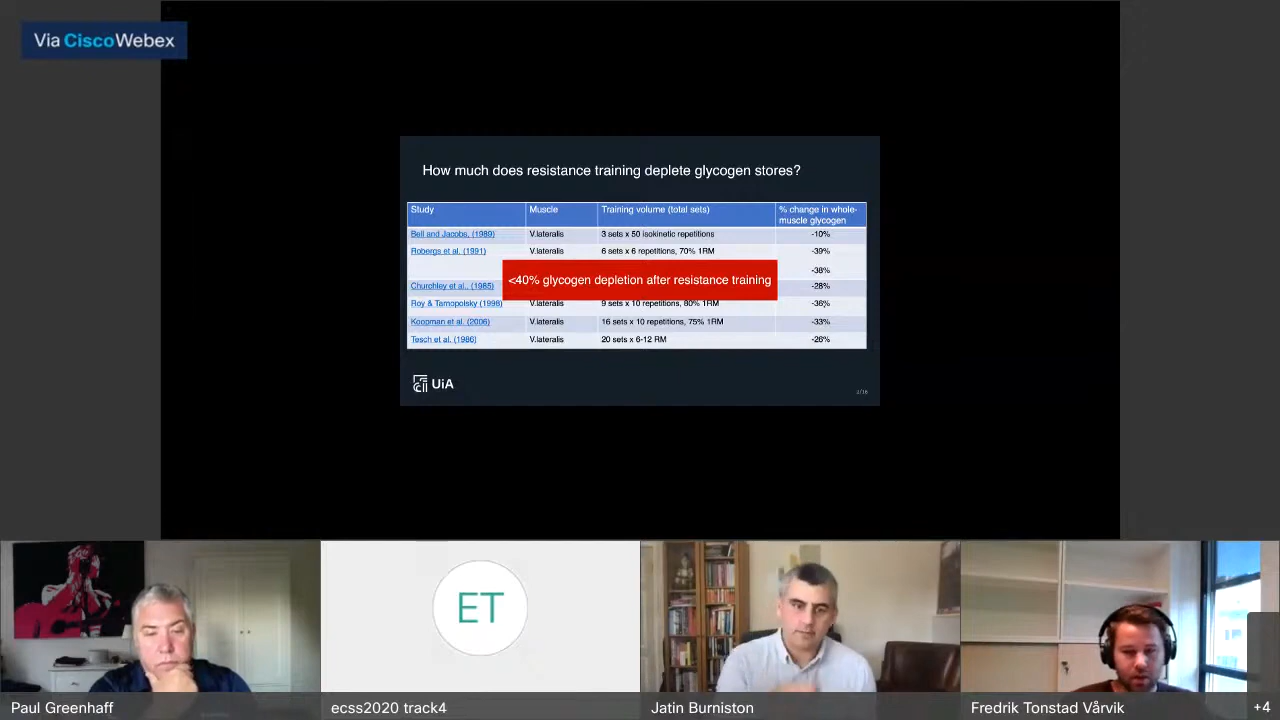 Via CiscoWebex
How much does resistance training deplete glycogen stores?
Study Muscle Training volume (total sets) % change in whole-
muscle glycogen
Bell and Jacobs, (1989) V.lateralis 3 sets x 50 isokinetic repetitions -10%
Robergs et al. (1991) V.lateralis 6 sets x 6 repetitions, 70% 1RM -39%
-38%
<40% glycogen depletion after resistance training
Churchley et al., (1985) -28%
Roy & Tarnopolsky (1998) V.lateralis 9 sets x 10 repetitions, 80% 1RM -36%
Koopman et al. (2006) V.lateralis 16 sets x 10 repetitions, 75% 1RM -33%
Tesch et al. (1986) V.lateralis 20 sets x 6-12 RM -26%
UiA
ET
Paul Greenhaff
ecss2020 track4
Jatin Burniston
Fredrik Tonstad Vårvik
+4